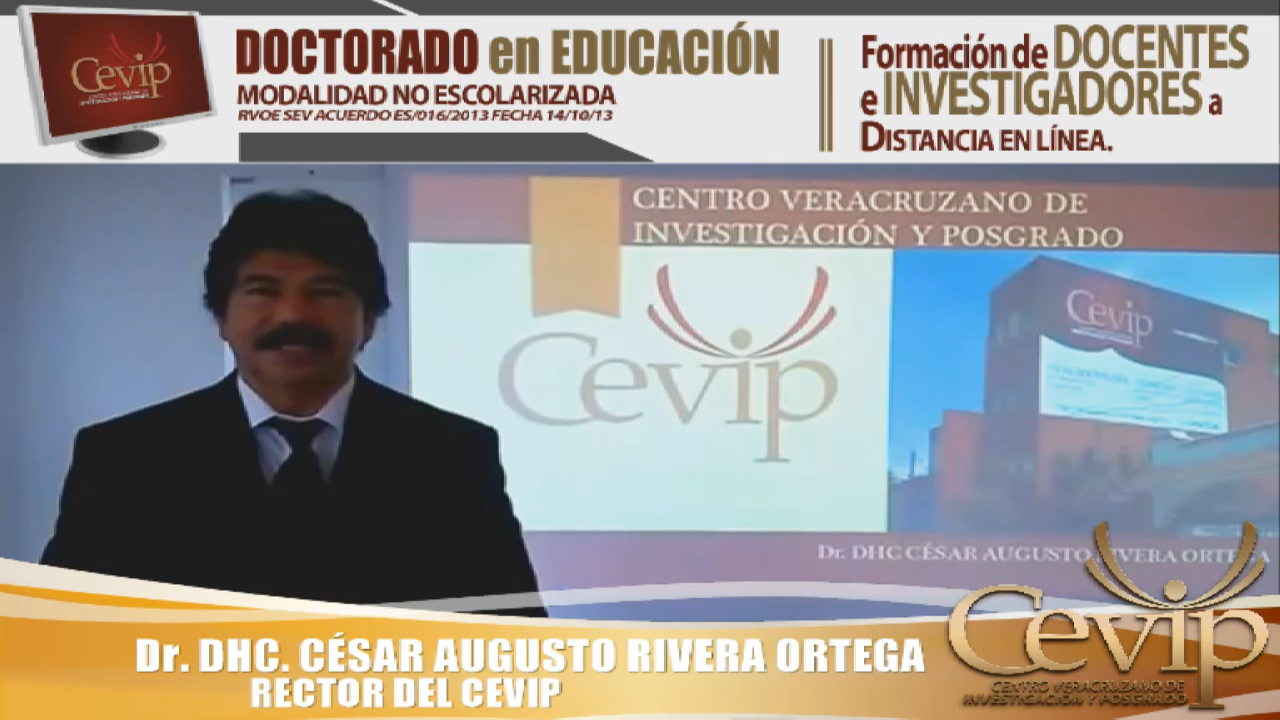 Cevip
DOCTORADO en EDUCACIÓN
MODALIDAD NO ESCOLARIZADA
RVOE SEV ACUERDO ES/016/2013 FECHA 14/10/13
Formación de DOCENTES
e INVESTIGADORES a
DISTANCIA EN LÍNEA.
CENTRO VERACRUZANO DE
INVESTIGACIÓN Y POSGRADO
Cevip
Cevip
Dr. DHC CÉSAR AUGUSTO RIVERA ORTEGA
Dr. DHC. CÉSAR AUGUSTO RIVERA ORTEGA
RECTOR DEL CEVIP
Cevip
CENTRO VERACRUZANO DE
INVESTIGACIÓN Y POSGRADO